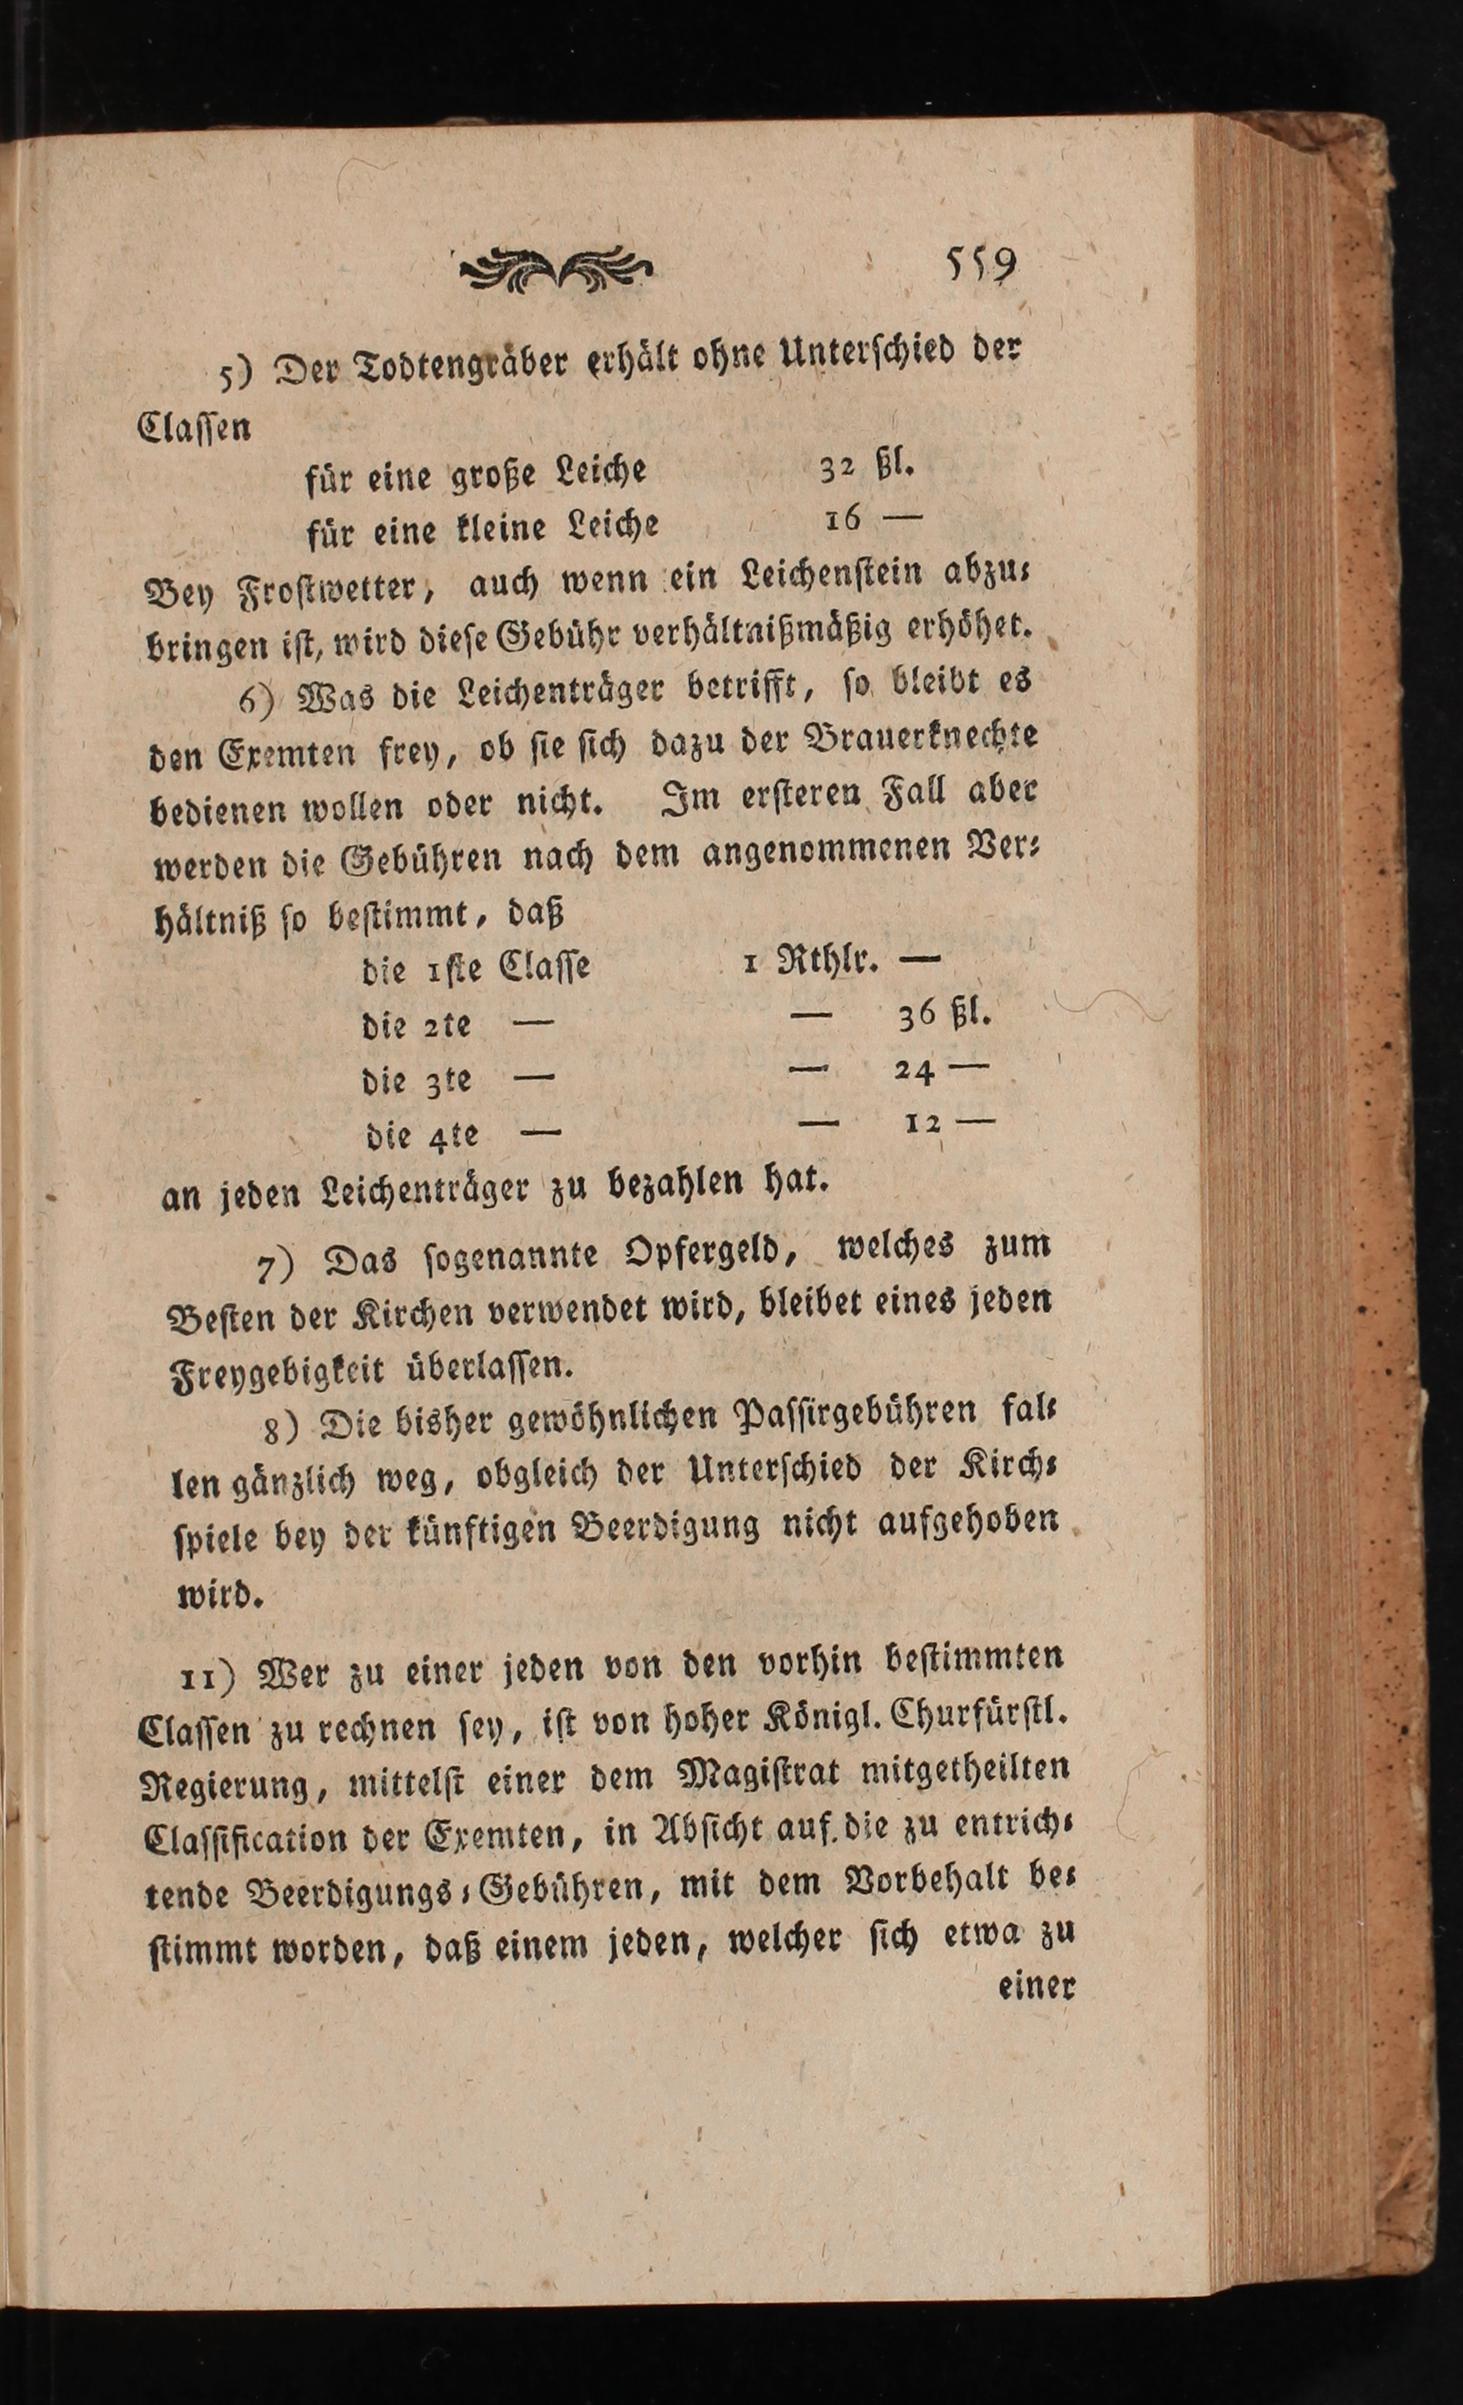 559
5) Der Todtengräber erhält ohne Unterſchied der
Claſſen
für eine große Leiche 32 ßl.
für eine kleine Leiche 16 —
Bey Froſtwetter, auch wenn ein Leichenſtein abzu⸗
bringen iſt, wird dieſe Gebühr verhältnißmäßig erhöhet.
6) Was die Leichenträger betrifft, ſo bleibt es
den Exemten frey, ob ſie ſich dazu der Brauerknechte
bedienen wollen oder nicht. Im erſteren Fall aber
werden die Gebühren nach dem angenommenen Ver⸗
hältniß ſo beſtimmt, daß
die 1ſte Claſſe 1 Rthlr. —
die 2te — — 36 ßl.
die 3te — — 24 —
die 4te — — 12 —
an jeden Leichenträger zu bezahlen hat.
7) Das ſogenannte Opfergeld, welches zum
Beſten der Kirchen verwendet wird, bleibet eines jeden
Freygebigkeit überlaſſen.
8) Die bisher gewöhnlichen Paſſirgebühren fal⸗
len gänzlich weg, obgleich der Unterſchied der Kirch⸗
ſpiele bey der künftigen Beerdigung nicht aufgehoben
wird.
11) Wer zu einer jeden von den vorhin beſtimmten
Claſſen zu rechnen ſey, iſt von hoher Königl. Churfürſtl.
Regierung, mittelſt einer dem Magiſtrat mitgetheilten
Claſſification der Exemten, in Abſicht auf die zu entrich⸗
tende Beerdigungs⸗Gebühren, mit dem Vorbehalt be⸗
ſtimmt worden, daß einem jeden, welcher ſich etwa zu
einer